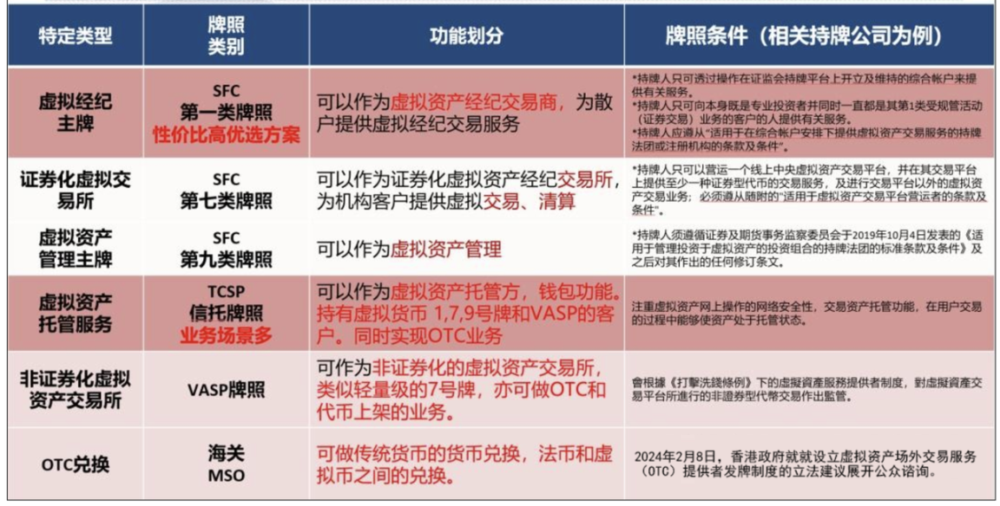 特定类型
牌照
类别
功能划分
牌照条件（相关持牌公司为例）
虚拟经纪
主牌
SFC
第一类牌照
性价比高优选方案
可以作为虚拟资产经纪交易商，为散
户提供虚拟经纪交易服务
*持牌人只可透过操作在证监会持牌平台上开立及维持的综合帐户来提
供有关服务。
*持牌人只可向本身既是专业投资者并同时一直都是其第1类受规管活动
（证券交易）业务的客户的人提供有关服务。
*持牌人应遵从“适用于在综合帐户安排下提供虚拟资产交易服务的持牌
法团或注册机构的条款及条件”。
证券化虚拟交
易所
SFC
第七类牌照
可以作为证券化虚拟资产经纪交易所，
为机构客户提供虚拟交易、清算
*持牌人只可以营运一个线上中央虚拟资产交易平台，并在其交易平台
上提供至少一种证券型代币的交易服务，及进行交易平台以外的虚拟资
产交易业务；必须遵从随附的“适用于虚拟资产交易平台营运者的条款及
条件”。
虚拟资产
管理主牌
SFC
第九类牌照
可以作为虚拟资产管理
*持牌人须遵循证券及期货事务监察委员会于2019年10月4日发表的《适
用于管理投资于虚拟资产的投资组合的持牌法团的标准条款及条件》及
之后对其作出的任何修订条文。
虚拟资产
托管服务
TCSP
信托牌照
业务场景多
可以作为虚拟资产托管方，钱包功能。
持有虚拟货币 1,7,9号牌和VASP的客
户。同时实现OTC业务
注重虚拟资产网上操作的网络安全性，交易资产托管功能，在用户交易
的过程中能够使资产处于托管状态。
非证券化虚拟
资产交易所
VASP牌照
可作为非证券化的虚拟资产交易所，
类似轻量级的7号牌，亦可做OTC和
代币上架的业务。
會根據《打擊洗錢條例》下的虛擬資產服務提供者制度，對虛擬資產交
易平台所進行的非證券型代幣交易作出監管。
OTC兑换
海关
MSO
可做传统货币的货币兑换，法币和虚
拟币之间的兑换。
2024年2月8日，香港政府就就设立虚拟资产场外交易服务
（OTC）提供者发牌制度的立法建议展开公众谘询。